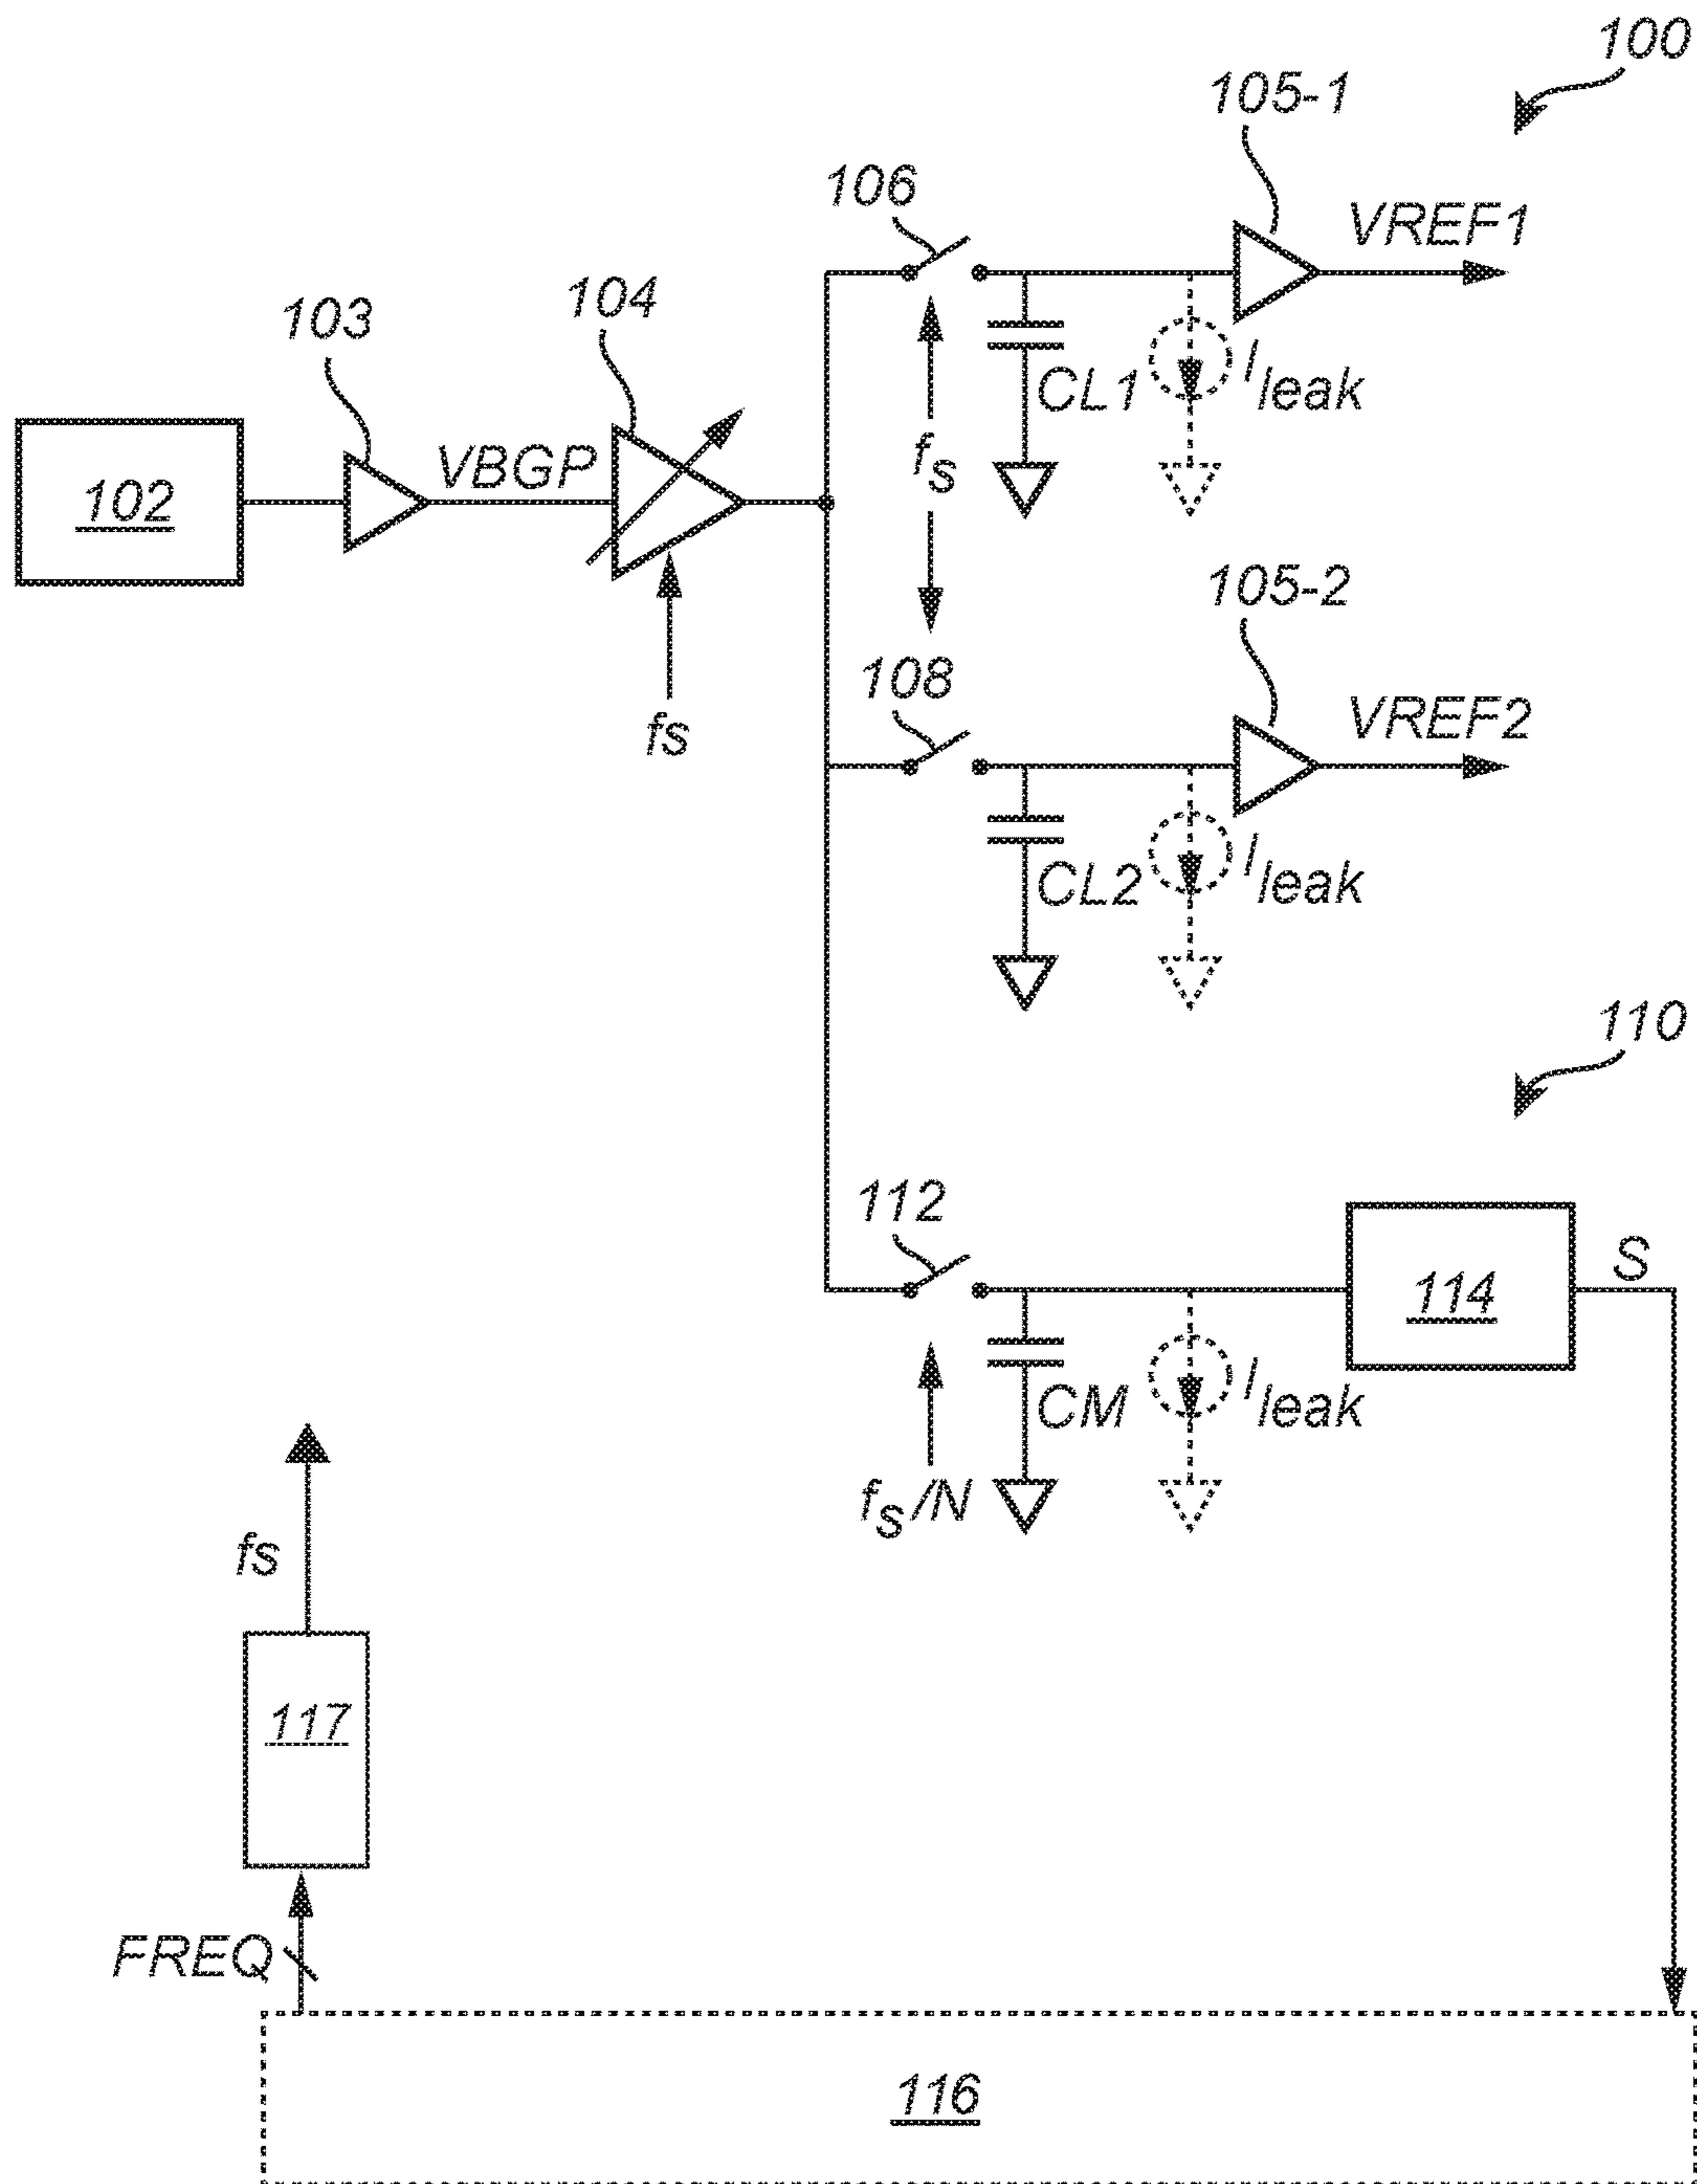 100
105-1
106
VREF1
104
103
CL1
Ileak
fs
VBGP
102
105-2
108
VREF2
fs
CL2
Ileak
110
112
S
114
CM
Ileak
fs/N
fs
117
FREQ
116